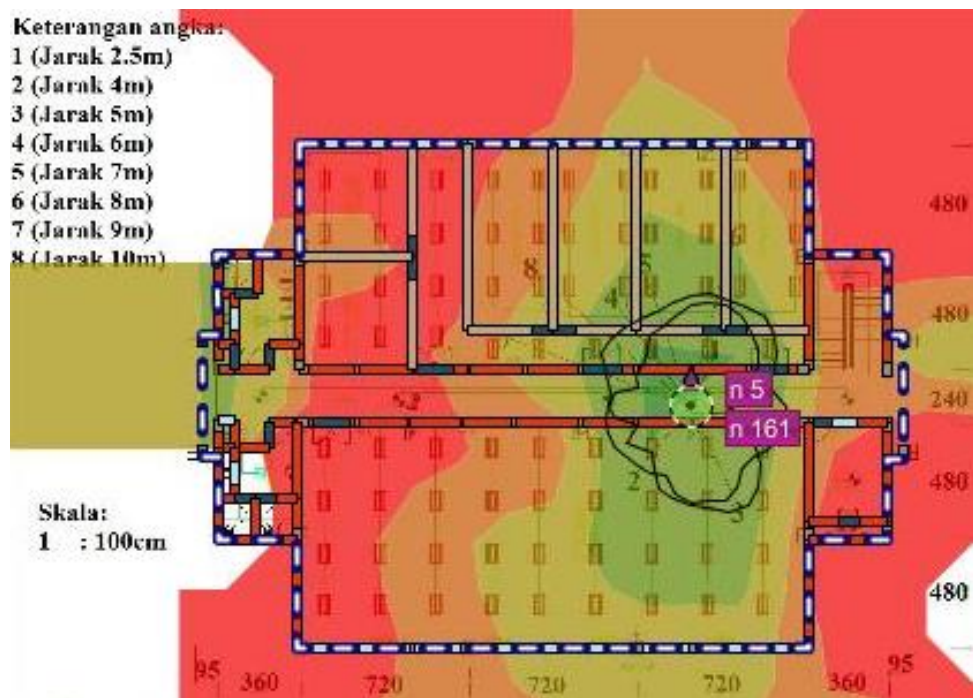 Keterangan angka:
1 (Jarak 2.5m)
2 (Jarak 4m)
3 (Jarak 5m)
4 (Jarak 6m)
5 (Jarak 7m)
6 (Jarak 8m)
7 (Jarak 9m)
8 (Jarak 10m)
480
6
8
5
4
480
n 5
240
n 161
2
480
3
Skala:
1 : 100cm
480
95
360
720
720
720
360
95